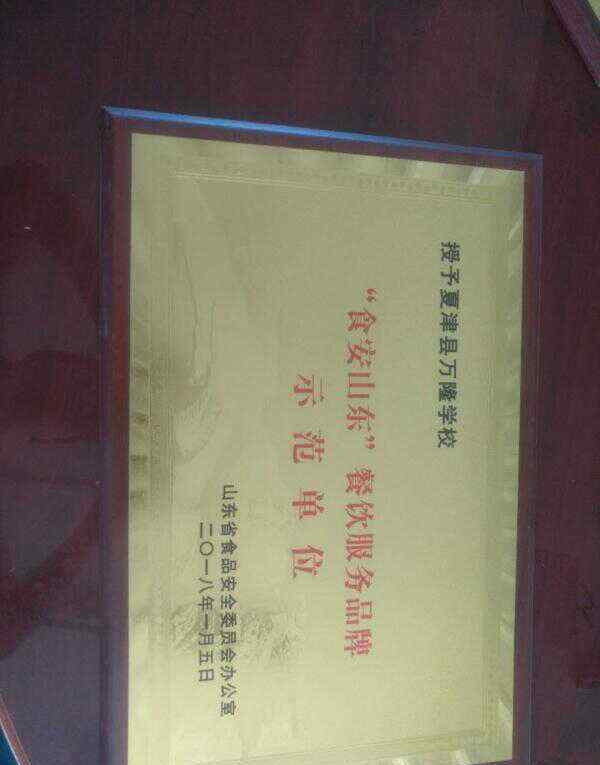 授予夏津县万隆学校
“食安山东”餐饮服务品牌
示范单位
山东省食品安全委员会办公室
二〇一八年一月五日